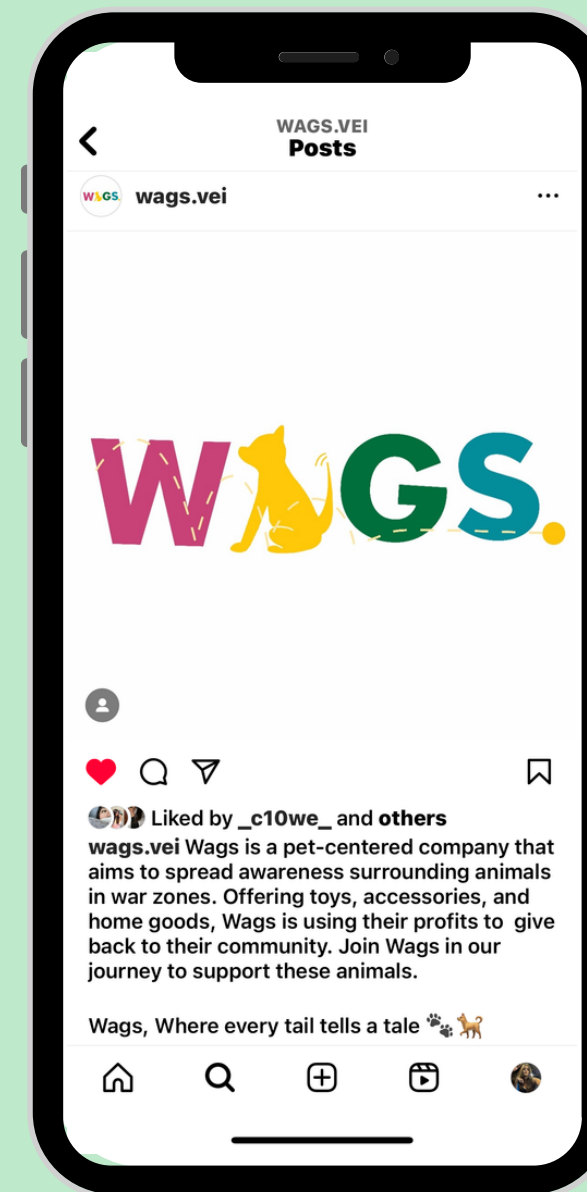 WAGS.VEI
Posts
WAGS.
wags.vei
WAGS.
Liked by _c10we_ and others
wags.vei Wags is a pet-centered company that
aims to spread awareness surrounding animals
in war zones. Offering toys, accessories, and
home goods, Wags is using their profits to give
back to their community. Join Wags in our
journey to support these animals.
Wags, Where every tail tells a tale 🐾🐕